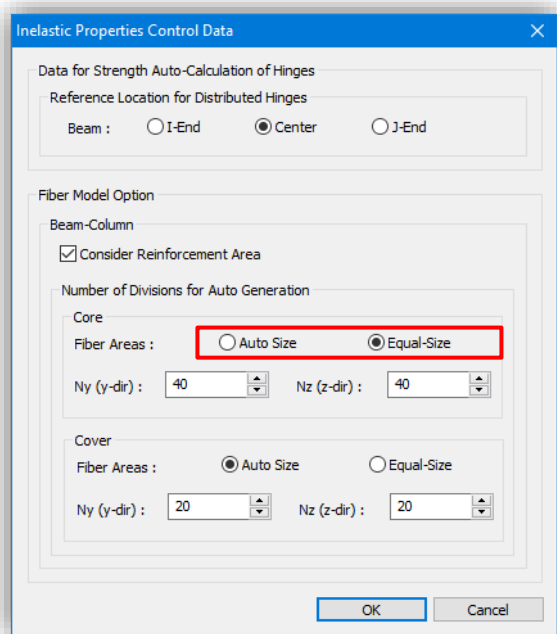 Inelastic Properties Control Data
Data for Strength Auto-Calculation of Hinges
Reference Location for Distributed Hinges
Beam : I-End Center J-End
Fiber Model Option
Beam-Column
Consider Reinforcement Area
Number of Divisions for Auto Generation
Core
Fiber Areas : Auto Size Equal-Size
Ny (y-dir) : 40 Nz (z-dir) : 40
Cover
Fiber Areas : Auto Size Equal-Size
Ny (y-dir) : 20 Nz (z-dir) : 20
OK Cancel